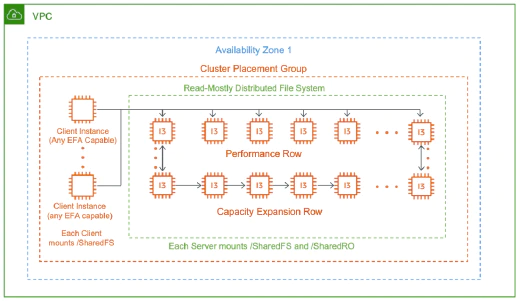 VPC
Availability Zone 1
Cluster Placement Group
Read-Mostly Distributed File System
Client Instance
(Any EFA Capable)
I3 I3 I3 I3 I3 I3
Performance Row
Client Instance
(any EFA capable)
I3 I3 I3 I3 I3 I3
Capacity Expansion Row
Each Client
mounts /SharedFS
Each Server mounts /SharedFS and /SharedRO